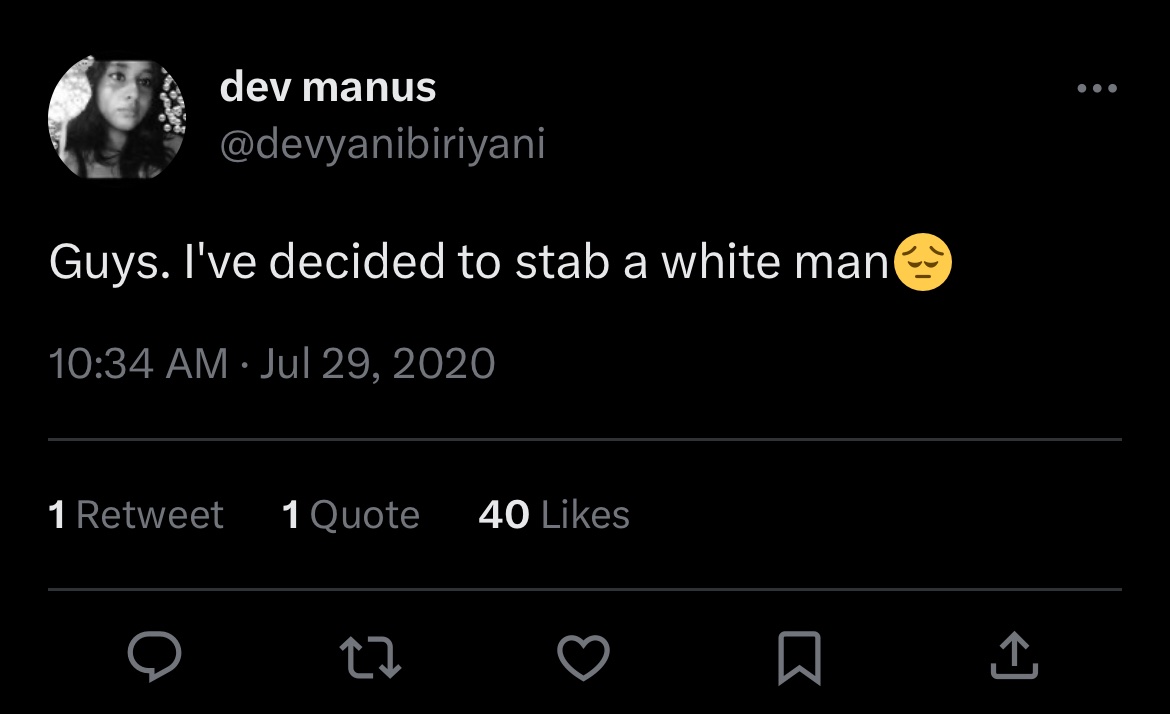 dev manus
@devyanibiriyani
Guys. I've decided to stab a white man😔
10:34 AM · Jul 29, 2020
1 Retweet 1 Quote 40 Likes